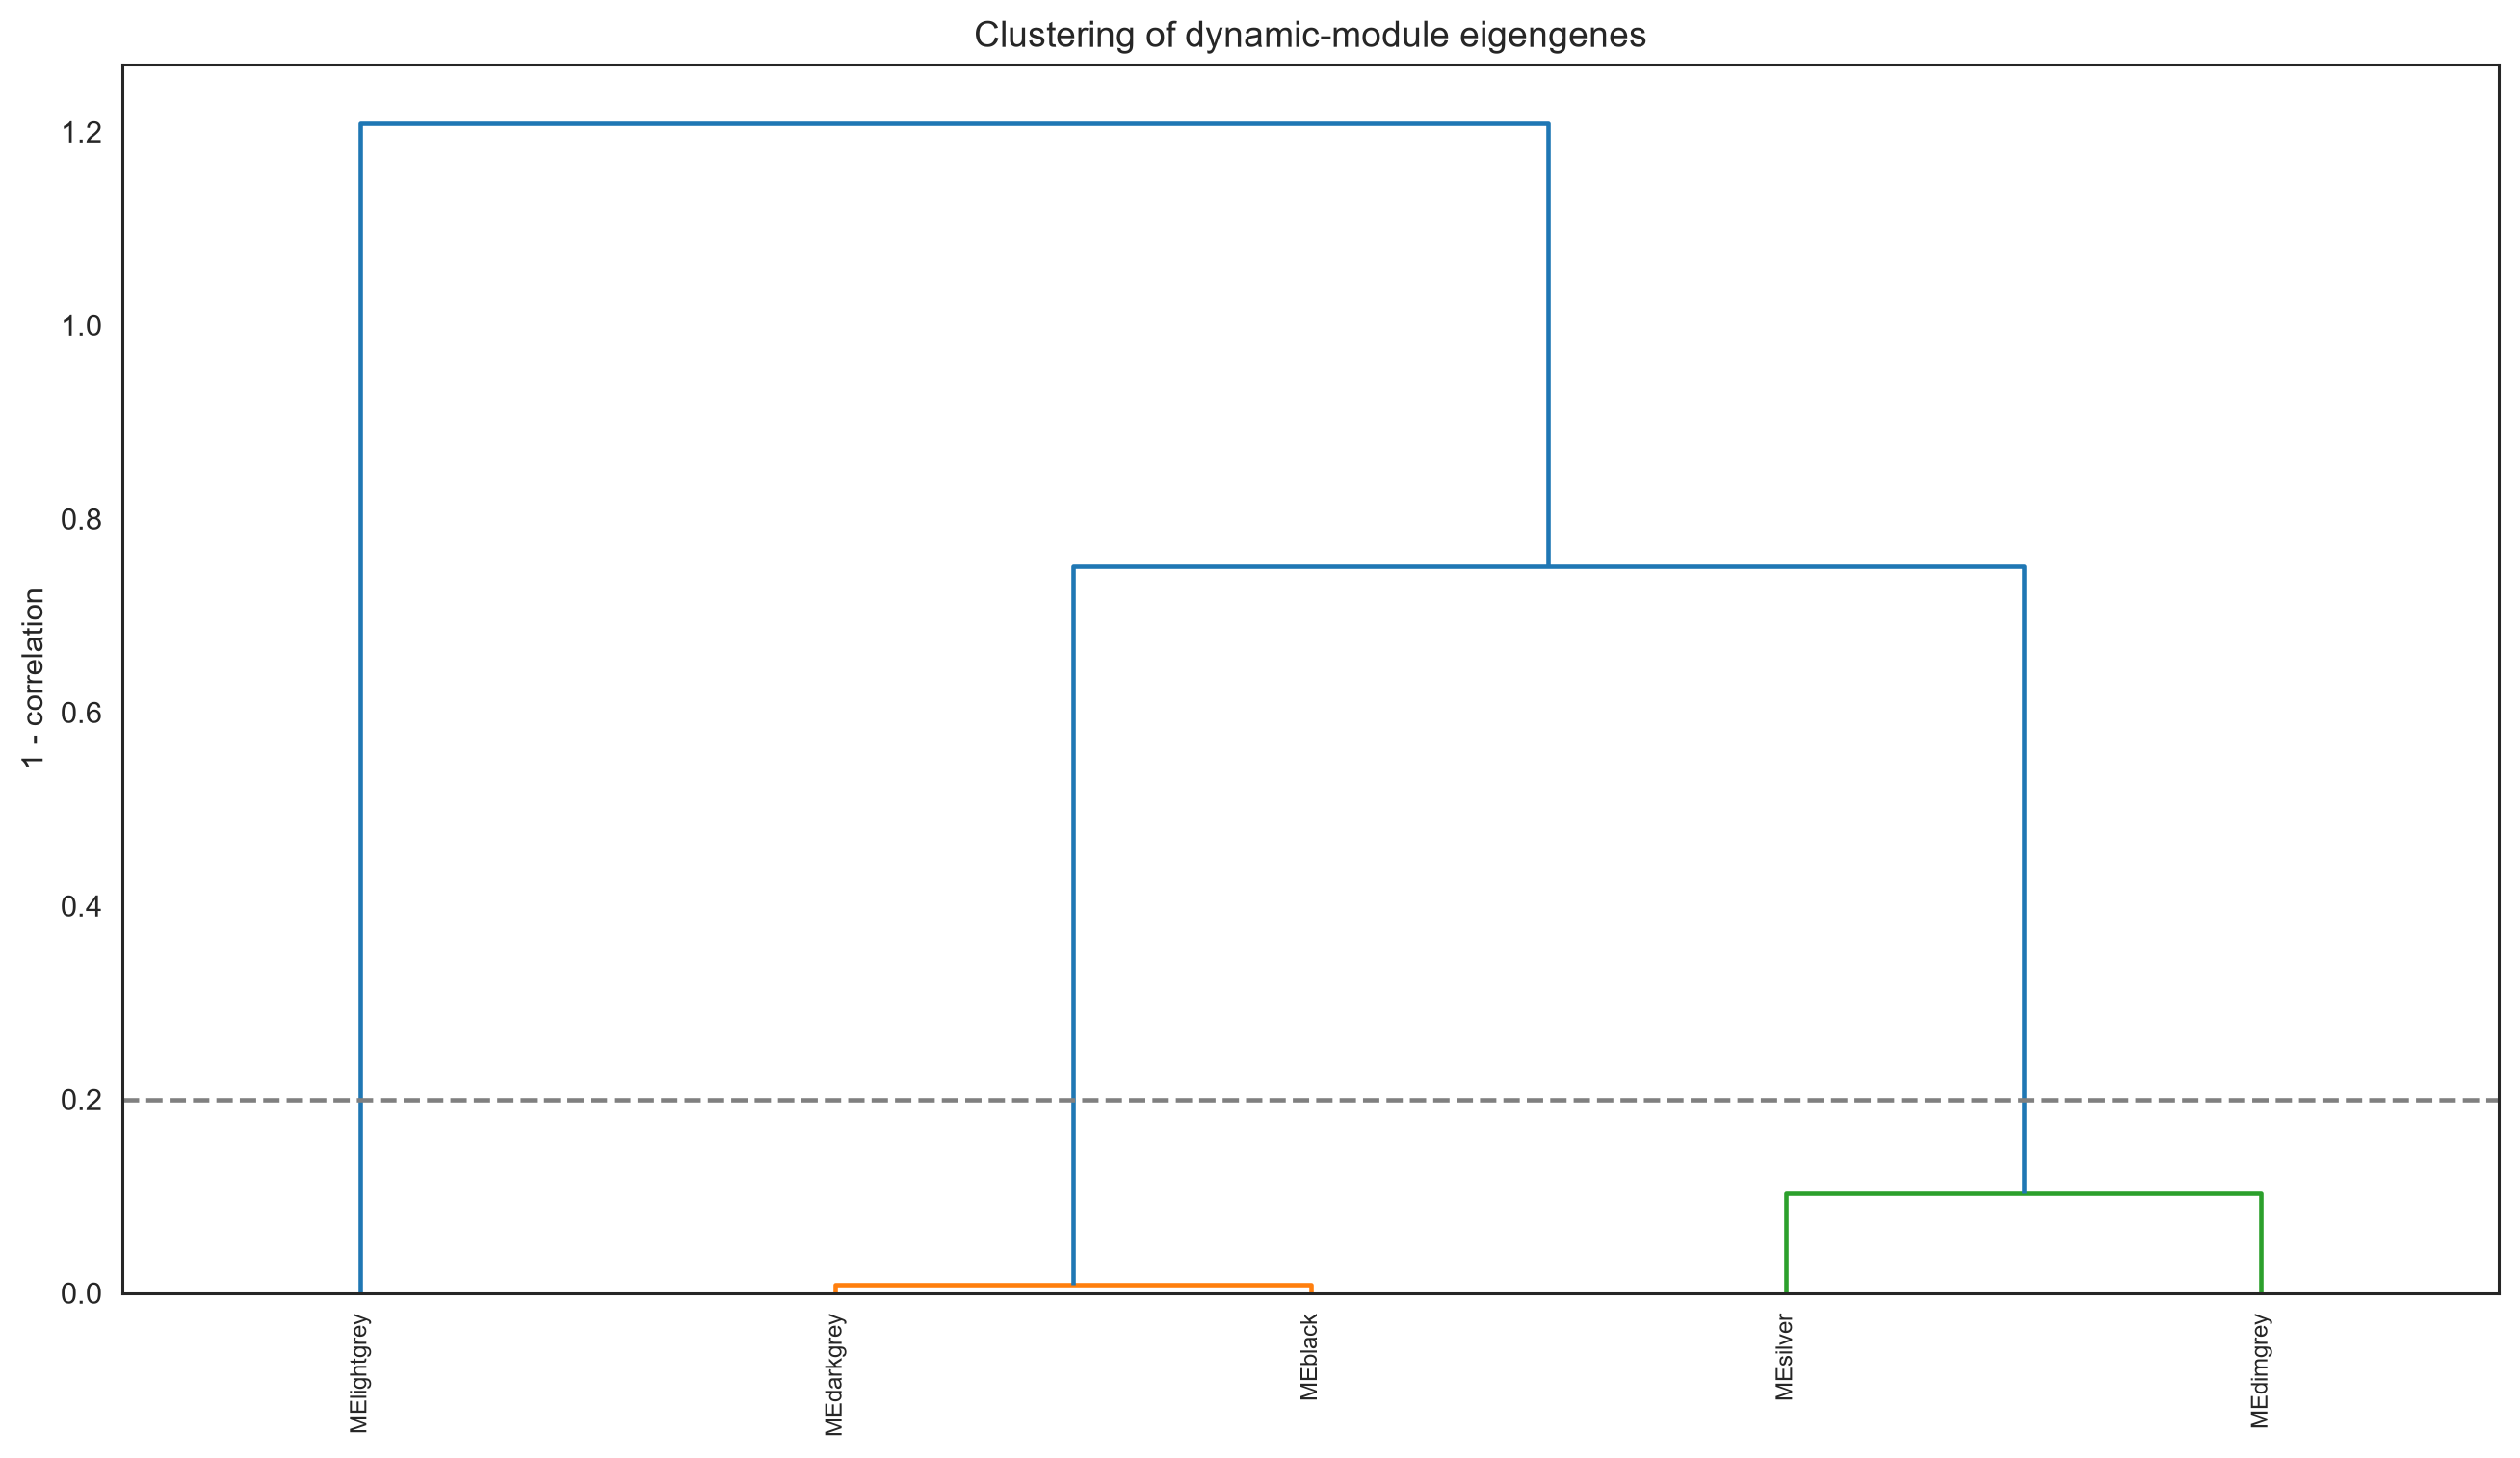 Clustering of dynamic-module eigengenes
1 - correlation
1.2
1.0
0.8
0.6
0.4
0.2
0.0
MElightgrey
MEdarkgrey
MEblack
MEsilver
MEdimgrey